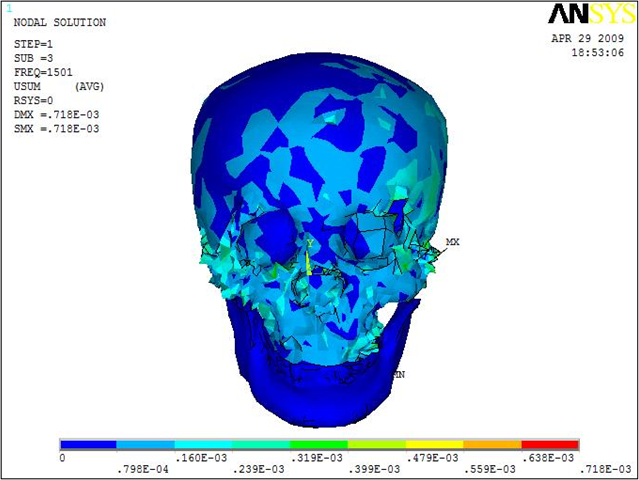 1
NODAL SOLUTION
ANSYS
APR 29 2009
18:53:06
STEP=1
SUB =3
FREQ=1501
USUM (AVG)
RSYS=0
DMX =.718E-03
SMX =.718E-03
MX
Y
MN
0 .160E-03 .319E-03 .479E-03 .638E-03
.798E-04 .239E-03 .399E-03 .559E-03 .718E-03